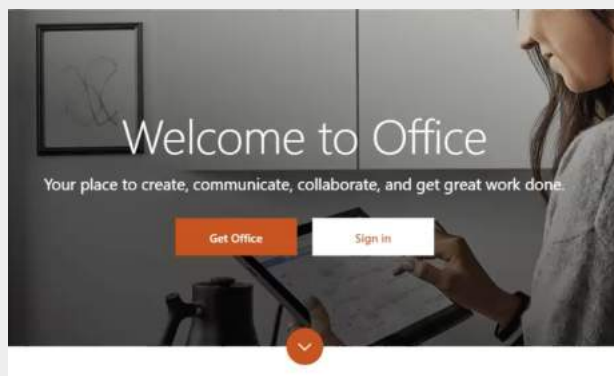 Welcome to Office
Your place to create, communicate, collaborate, and get great work done.
Get Office
Sign in